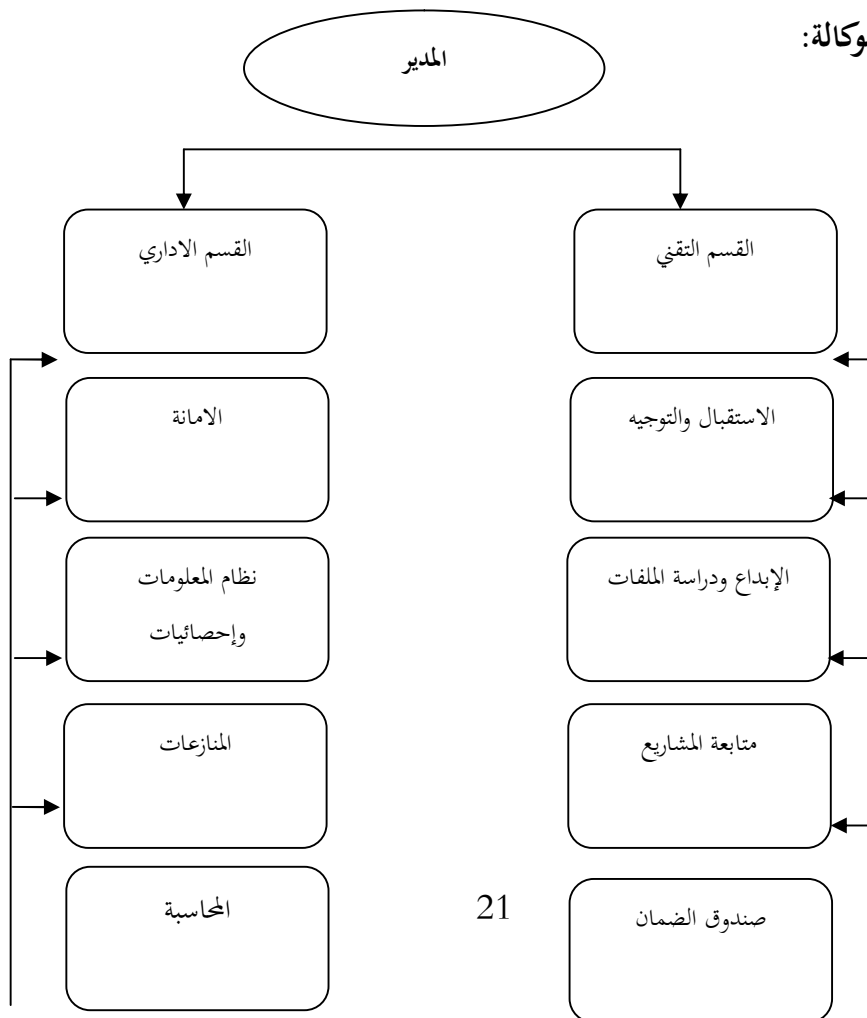 وكالة:
المدير
القسم التقني
القسم الاداري
الاستقبال والتوجيه
الامانة
الإبداع ودراسة الملفات
نظام المعلومات
وإحصائيات
متابعة المشاريع
المنازعات
صندوق الضمان
المحاسبة
21